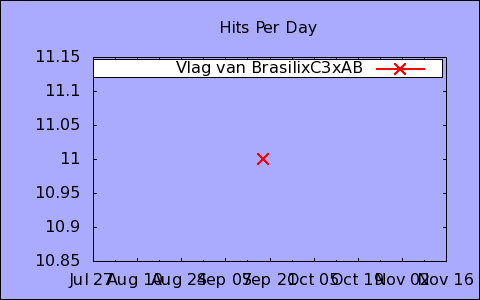 Hits Per Day
11.15
Vlag van BrasilixC3xAB
11.1
11.05
11
10.95
10.9
10.85
Jul 27 Aug 10 Aug 24 Sep 07 Sep 21 Oct 05 Oct 19 Nov 02 Nov 16